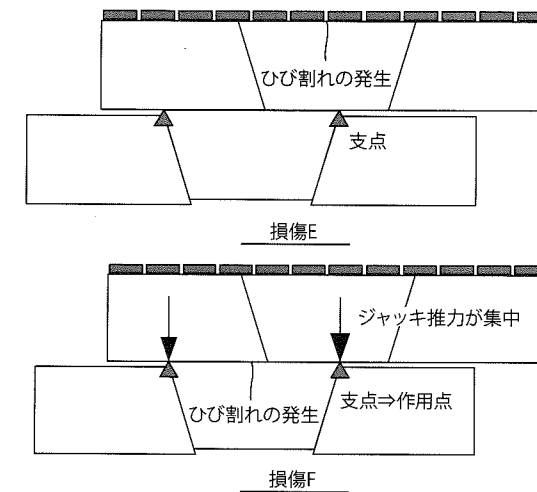 ひび割れの発生
支点
損傷E
ジャッキ推力が集中
ひび割れの発生
支点⇒作用点
損傷F